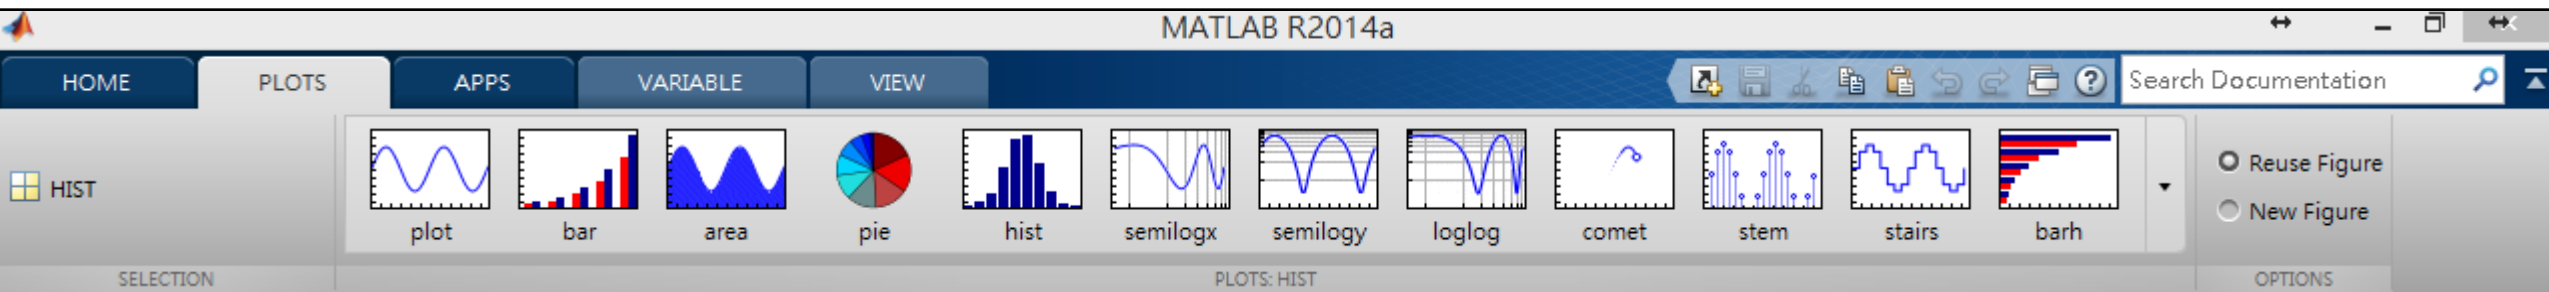 MATLAB R2014a
HOME PLOTS APPS VARIABLE VIEW Search Documentation
HIST
plot bar area pie hist semilogx semilogy loglog comet stem stairs barh
Reuse Figure
New Figure
SELECTION PLOTS: HIST OPTIONS